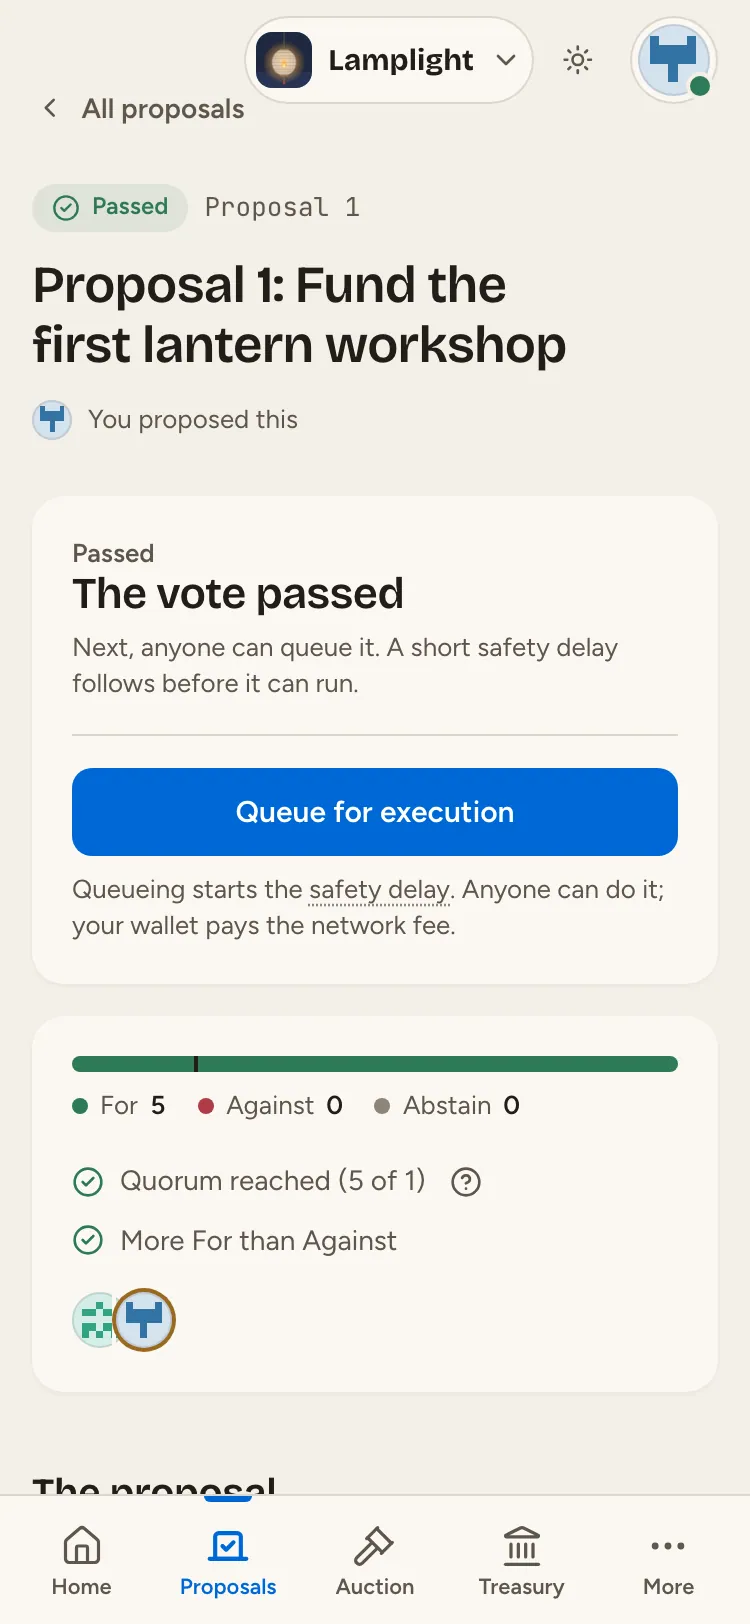 Lamplight
All proposals
Passed
Proposal 1
Proposal 1: Fund the
first lantern workshop
You proposed this
Passed
The vote passed
Next, anyone can queue it. A short safety delay
follows before it can run.
Queue for execution
Queueing starts the safety delay. Anyone can do it;
your wallet pays the network fee.
For 5 Against 0 Abstain 0
Quorum reached (5 of 1)
More For than Against
The proposal
Home Proposals Auction Treasury More